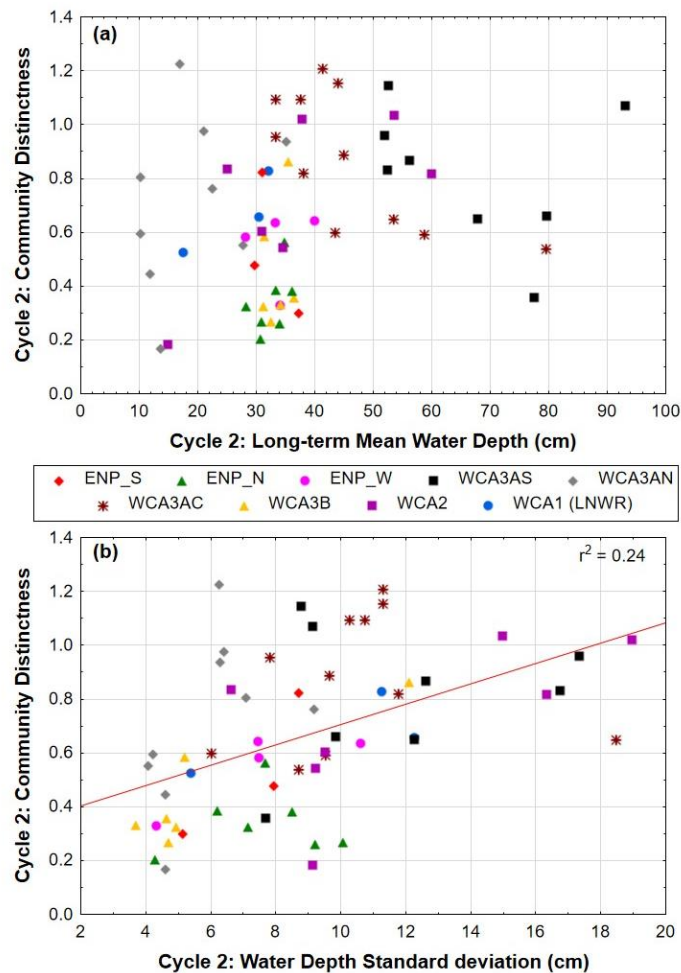 1.4
(a)
1.2
1.0
0.8
0.6
0.4
0.2
0.0
Cycle 2: Community Distinctness
0 10 20 30 40 50 60 70 80 90 100
Cycle 2: Long-term Mean Water Depth (cm)
ENP_S ENP_N ENP_W WCA3AS WCA3AN
WCA3AC WCA3B WCA2 WCA1 (LNWR)
1.4
(b) r² = 0.24
1.2
1.0
0.8
0.6
0.4
0.2
0.0
Cycle 2: Community Distinctness
2 4 6 8 10 12 14 16 18 20
Cycle 2: Water Depth Standard deviation (cm)